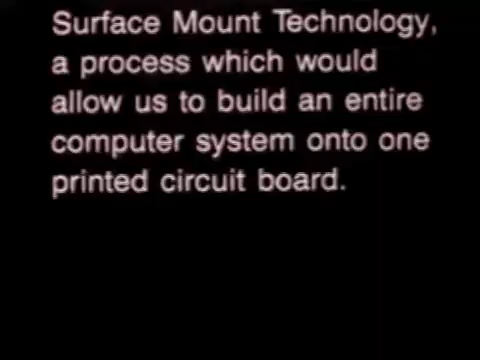 Surface Mount Technology,
a process which would
allow us to build an entire
computer system onto one
printed circuit board.